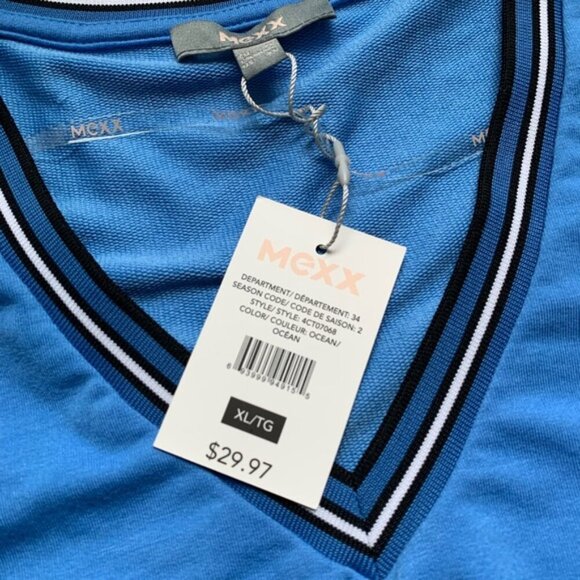 Mexx
Mexx
Mexx
DEPARTMENT/ DÉPARTEMENT: 34
SEASON CODE/ CODE DE SAISON: 2
STYLE/ STYLE: 4CT07068
COLOR/ COULEUR: OCEAN/
OCÉAN
XL/TG
$29.97